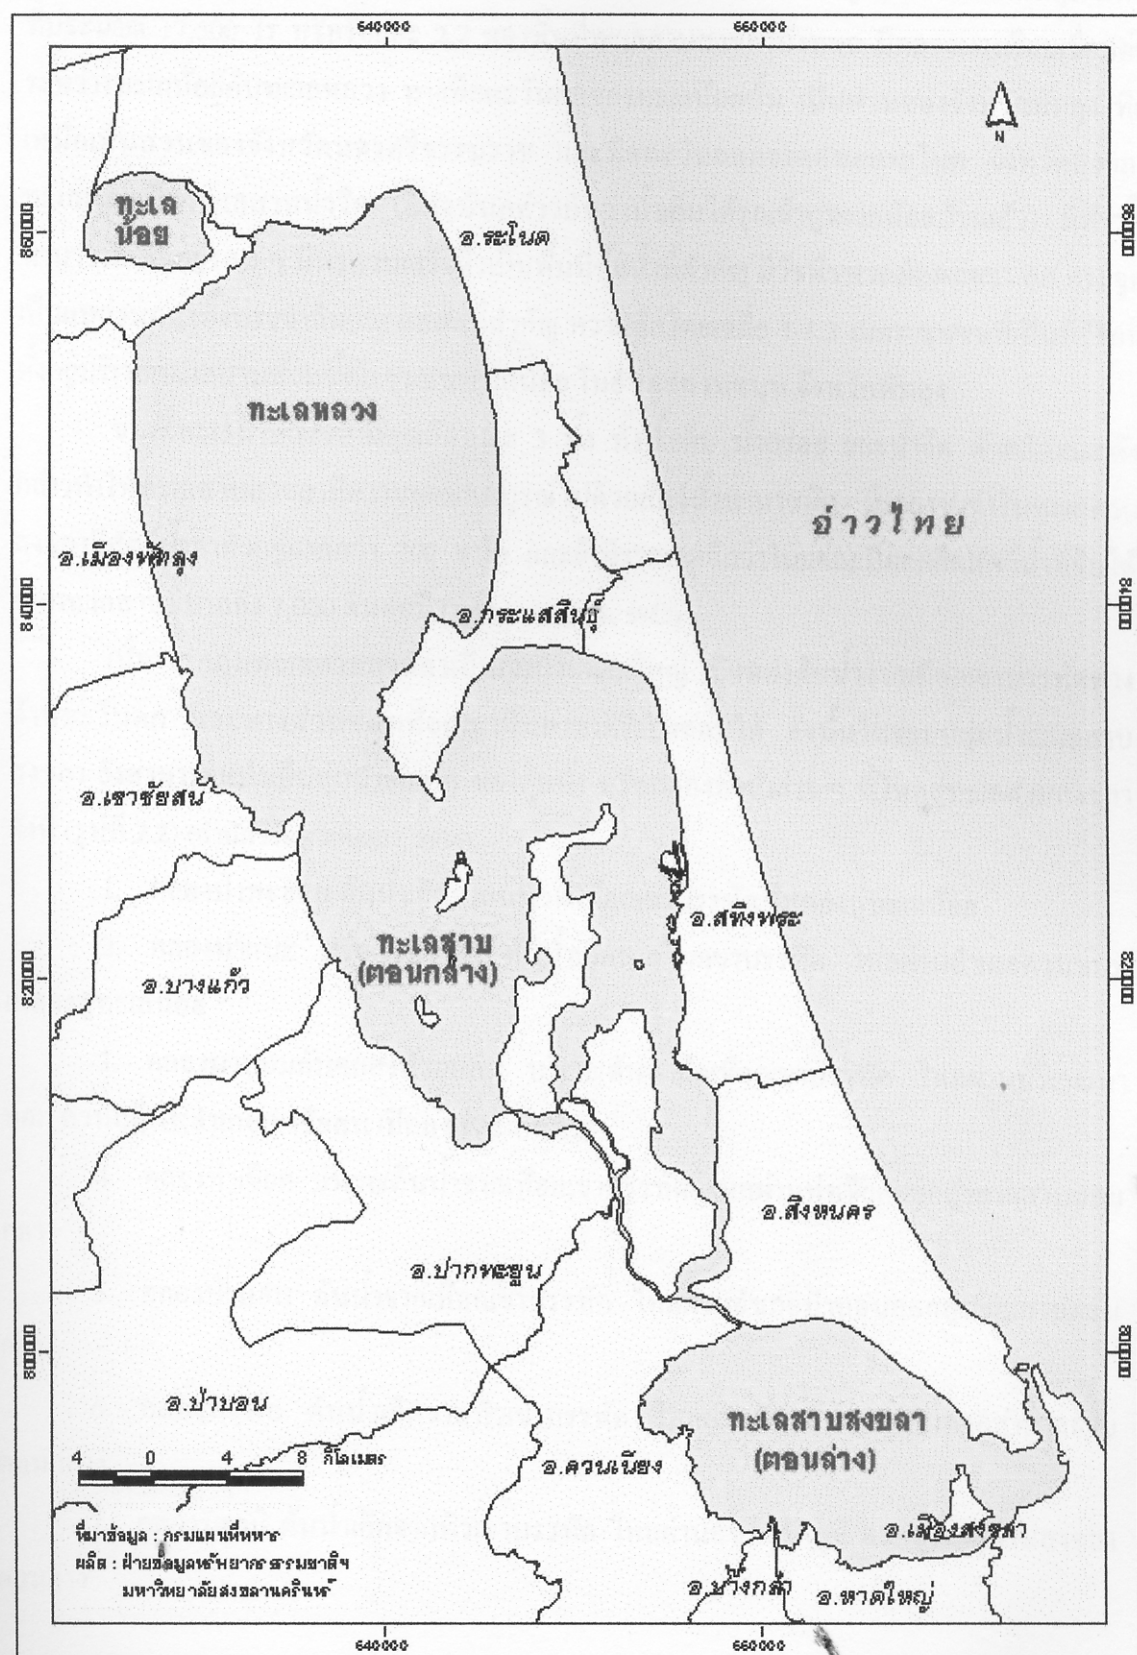 640000
660000
N
ทะเล
น้อย
860000
860000
อ.ระโนด
ทะเลหลวง
อ่าวไทย
อ.เมืองพัทลุง
840000
อ.กระแสสินธุ์
840000
อ.เขาชัยสน
อ.สทิงพระ
ทะเลสาบ
(ตอนกลาง)
820000
อ.บางแก้ว
อ.สิงหนคร
อ.ปากพะยูน
800000
อ.ป่าบอน
ทะเลสาบสงขลา
(ตอนล่าง)
4 0 4 8 กิโลเมตร
อ.ควนเนียง
อ.เมืองสงขลา
ที่มาข้อมูล : กรมแผนที่ทหาร
ผลิต : ฝ่ายข้อมูลทรัพยากรธรรมชาติฯ
มหาวิทยาลัยสงขลานครินทร์
อ.บางกล่ำ
อ.หาดใหญ่
640000
660000